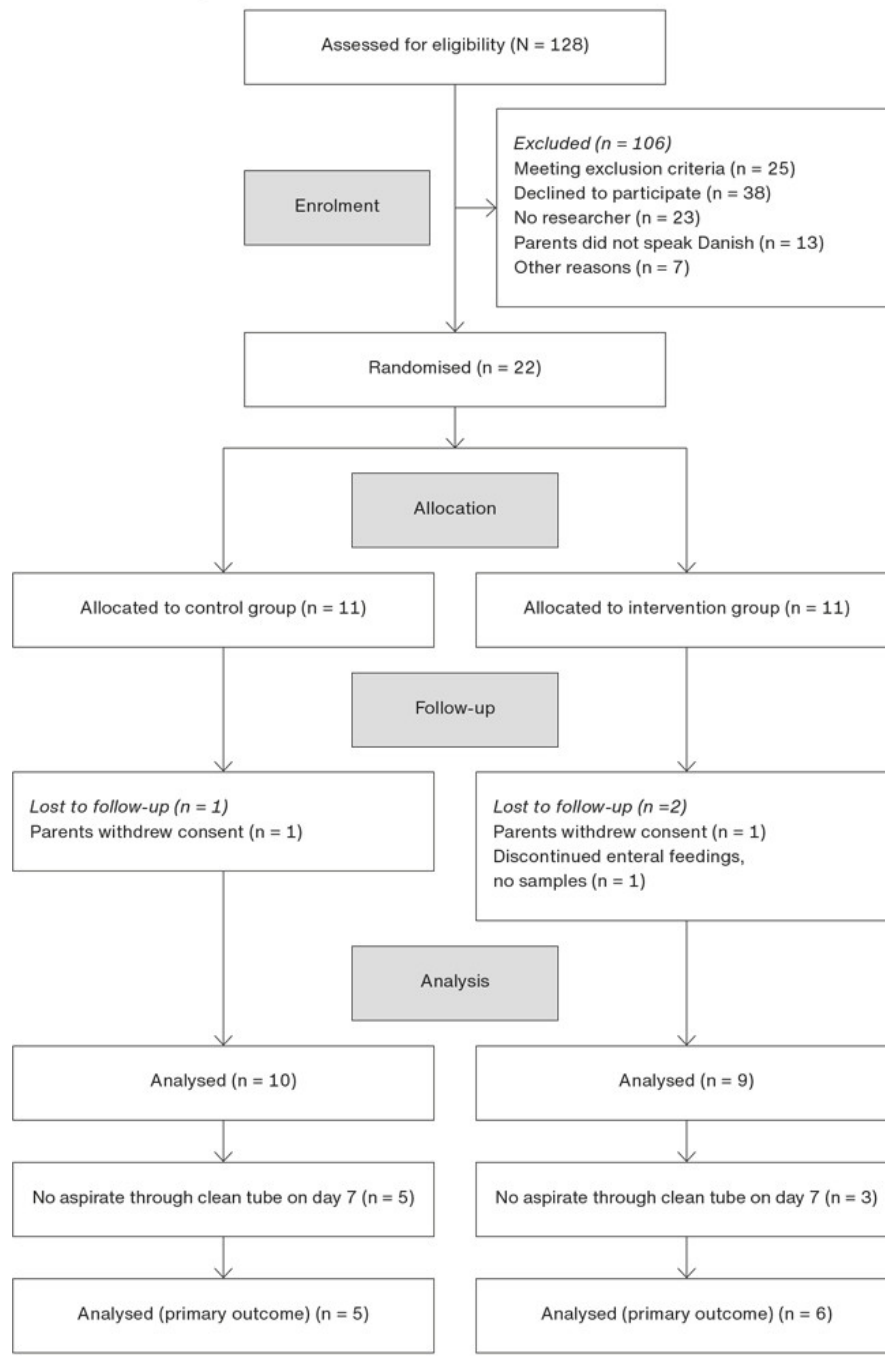 Assessed for eligibility (N = 128)
Excluded (n = 106)
Meeting exclusion criteria (n = 25)
Declined to participate (n = 38)
No researcher (n = 23)
Parents did not speak Danish (n = 13)
Other reasons (n = 7)
Enrolment
Randomised (n = 22)
Allocation
Allocated to control group (n = 11)
Allocated to intervention group (n = 11)
Follow-up
Lost to follow-up (n = 1)
Parents withdrew consent (n = 1)
Lost to follow-up (n =2)
Parents withdrew consent (n = 1)
Discontinued enteral feedings,
no samples (n = 1)
Analysis
Analysed (n = 10)
Analysed (n = 9)
No aspirate through clean tube on day 7 (n = 5)
No aspirate through clean tube on day 7 (n = 3)
Analysed (primary outcome) (n = 5)
Analysed (primary outcome) (n = 6)